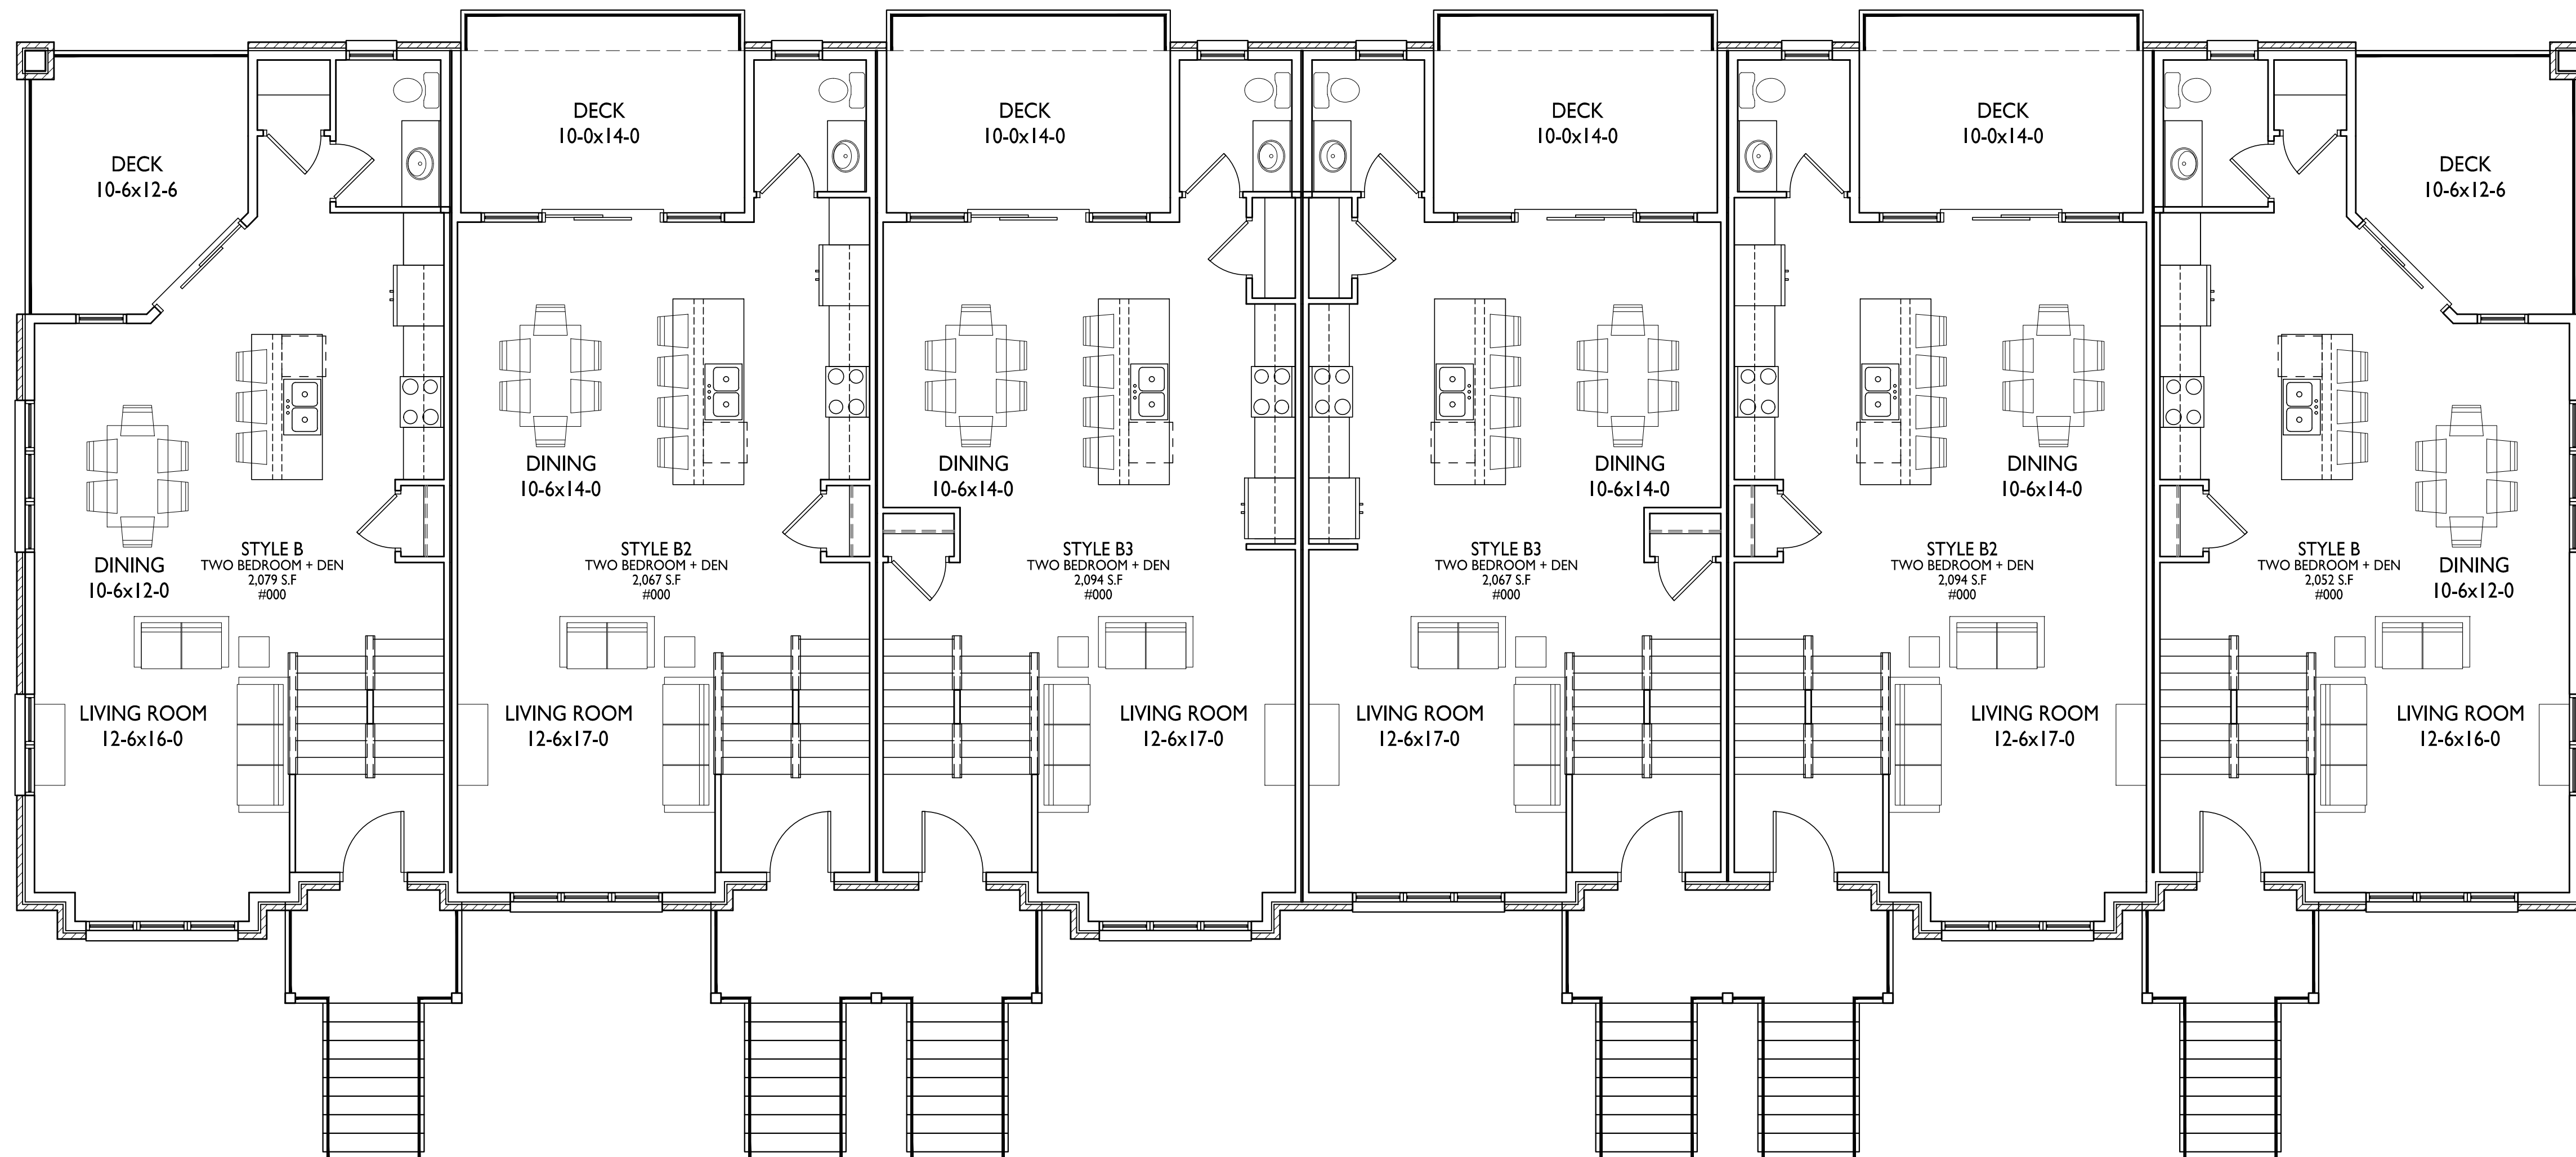 DECK
10-6x12-6
DECK
10-0x14-0
DECK
10-0x14-0
DECK
10-0x14-0
DECK
10-0x14-0
DECK
10-6x12-6
DINING
10-6x12-0
STYLE B
TWO BEDROOM + DEN
2,079 S.F
#000
LIVING ROOM
12-6x16-0
DINING
10-6x14-0
STYLE B2
TWO BEDROOM + DEN
2,067 S.F
#000
LIVING ROOM
12-6x17-0
DINING
10-6x14-0
STYLE B3
TWO BEDROOM + DEN
2,094 S.F
#000
LIVING ROOM
12-6x17-0
DINING
10-6x14-0
STYLE B3
TWO BEDROOM + DEN
2,067 S.F
#000
LIVING ROOM
12-6x17-0
DINING
10-6x14-0
STYLE B2
TWO BEDROOM + DEN
2,094 S.F
#000
LIVING ROOM
12-6x17-0
STYLE B
TWO BEDROOM + DEN
2,052 S.F
#000
DINING
10-6x12-0
LIVING ROOM
12-6x16-0